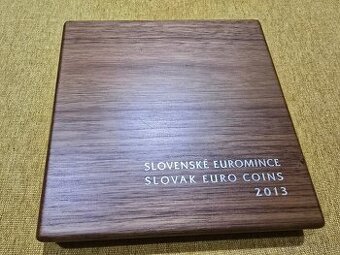 SLOVENSKÉ EUROMINCE
SLOVAK EURO COINS
2013